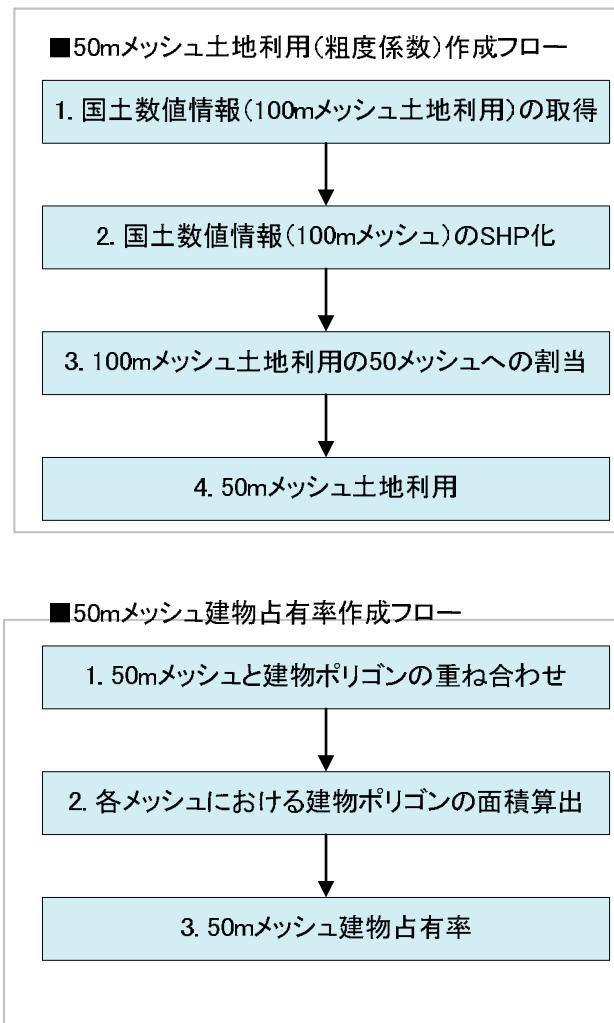 ■50mメッシュ土地利用(粗度係数)作成フロー
1. 国土数値情報(100mメッシュ土地利用)の取得
2. 国土数値情報(100mメッシュ)のSHP化
3. 100mメッシュ土地利用の50メッシュへの割当
4. 50mメッシュ土地利用
■50mメッシュ建物占有率作成フロー
1. 50mメッシュと建物ポリゴンの重ね合わせ
2. 各メッシュにおける建物ポリゴンの面積算出
3. 50mメッシュ建物占有率